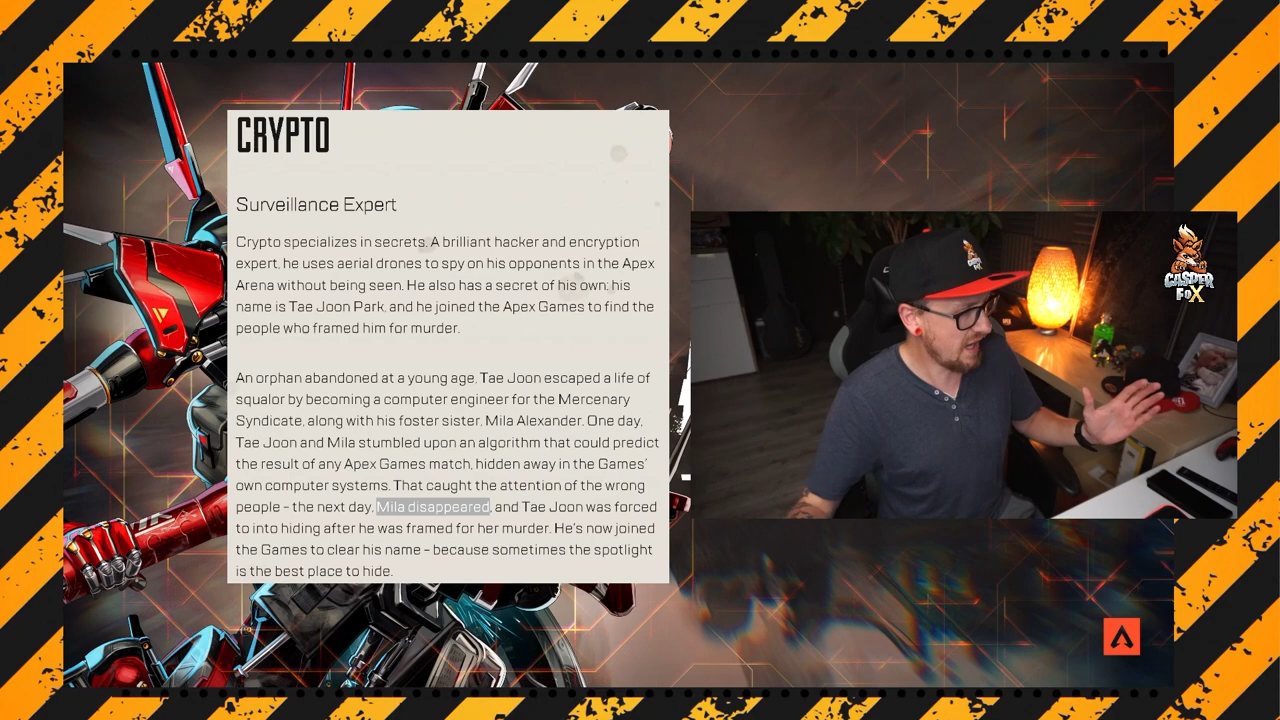 CRYPTO
Surveillance Expert
Crypto specializes in secrets. A brilliant hacker and encryption
expert, he uses aerial drones to spy on his opponents in the Apex
Arena without being seen. He also has a secret of his own: his
name is Tae Joon Park, and he joined the Apex Games to find the
people who framed him for murder.
An orphan abandoned at a young age, Tae Joon escaped a life of
squalor by becoming a computer engineer for the Mercenary
Syndicate, along with his foster sister, Mila Alexander. One day,
Tae Joon and Mila stumbled upon an algorithm that could predict
the result of any Apex Games match, hidden away in the Games'
own computer systems. That caught the attention of the wrong
people – the next day, Mila disappeared, and Tae Joon was forced
to into hiding after he was framed for her murder. He's now joined
the Games to clear his name – because sometimes the spotlight
is the best place to hide.
CASPER
FOX